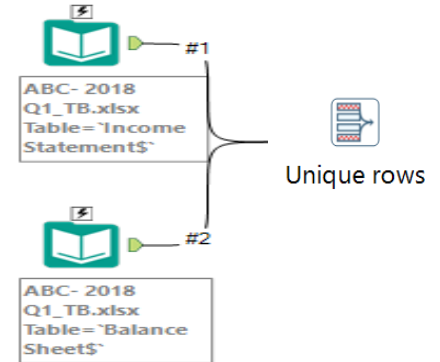 #1
ABC- 2018
Q1_TB.xlsx
Table=`Income
Statement$`
Unique rows
#2
ABC- 2018
Q1_TB.xlsx
Table=`Balance
Sheet$`